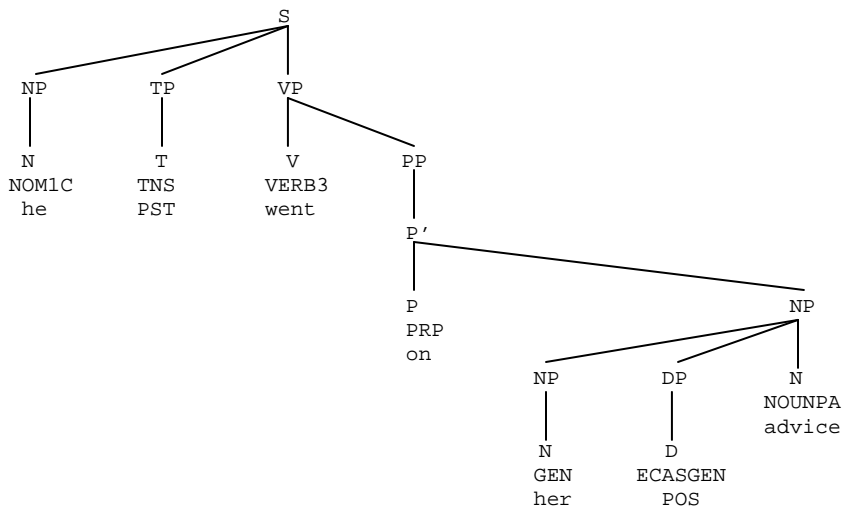 S
NP TP VP
N T V PP
NOM1C TNS VERB3
he PST went
P'
P NP
PRP
on
NP DP N
NOUNPA
advice
N D
GEN ECASGEN
her POS